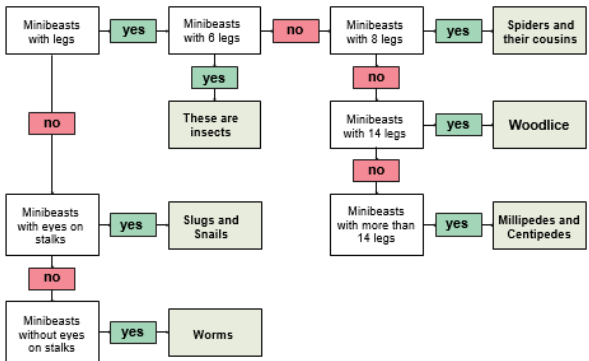 Minibeasts
with legs
yes
Minibeasts
with 6 legs
no
Minibeasts
with 8 legs
yes
Spiders and
their cousins
yes
no
These are
insects
no
Minibeasts
with 14 legs
yes
Woodlice
no
Minibeasts
with eyes on
stalks
yes
Slugs and
Snails
Minibeasts
with more than
14 legs
yes
Millipedes and
Centipedes
no
Minibeasts
without eyes
on stalks
yes
Worms